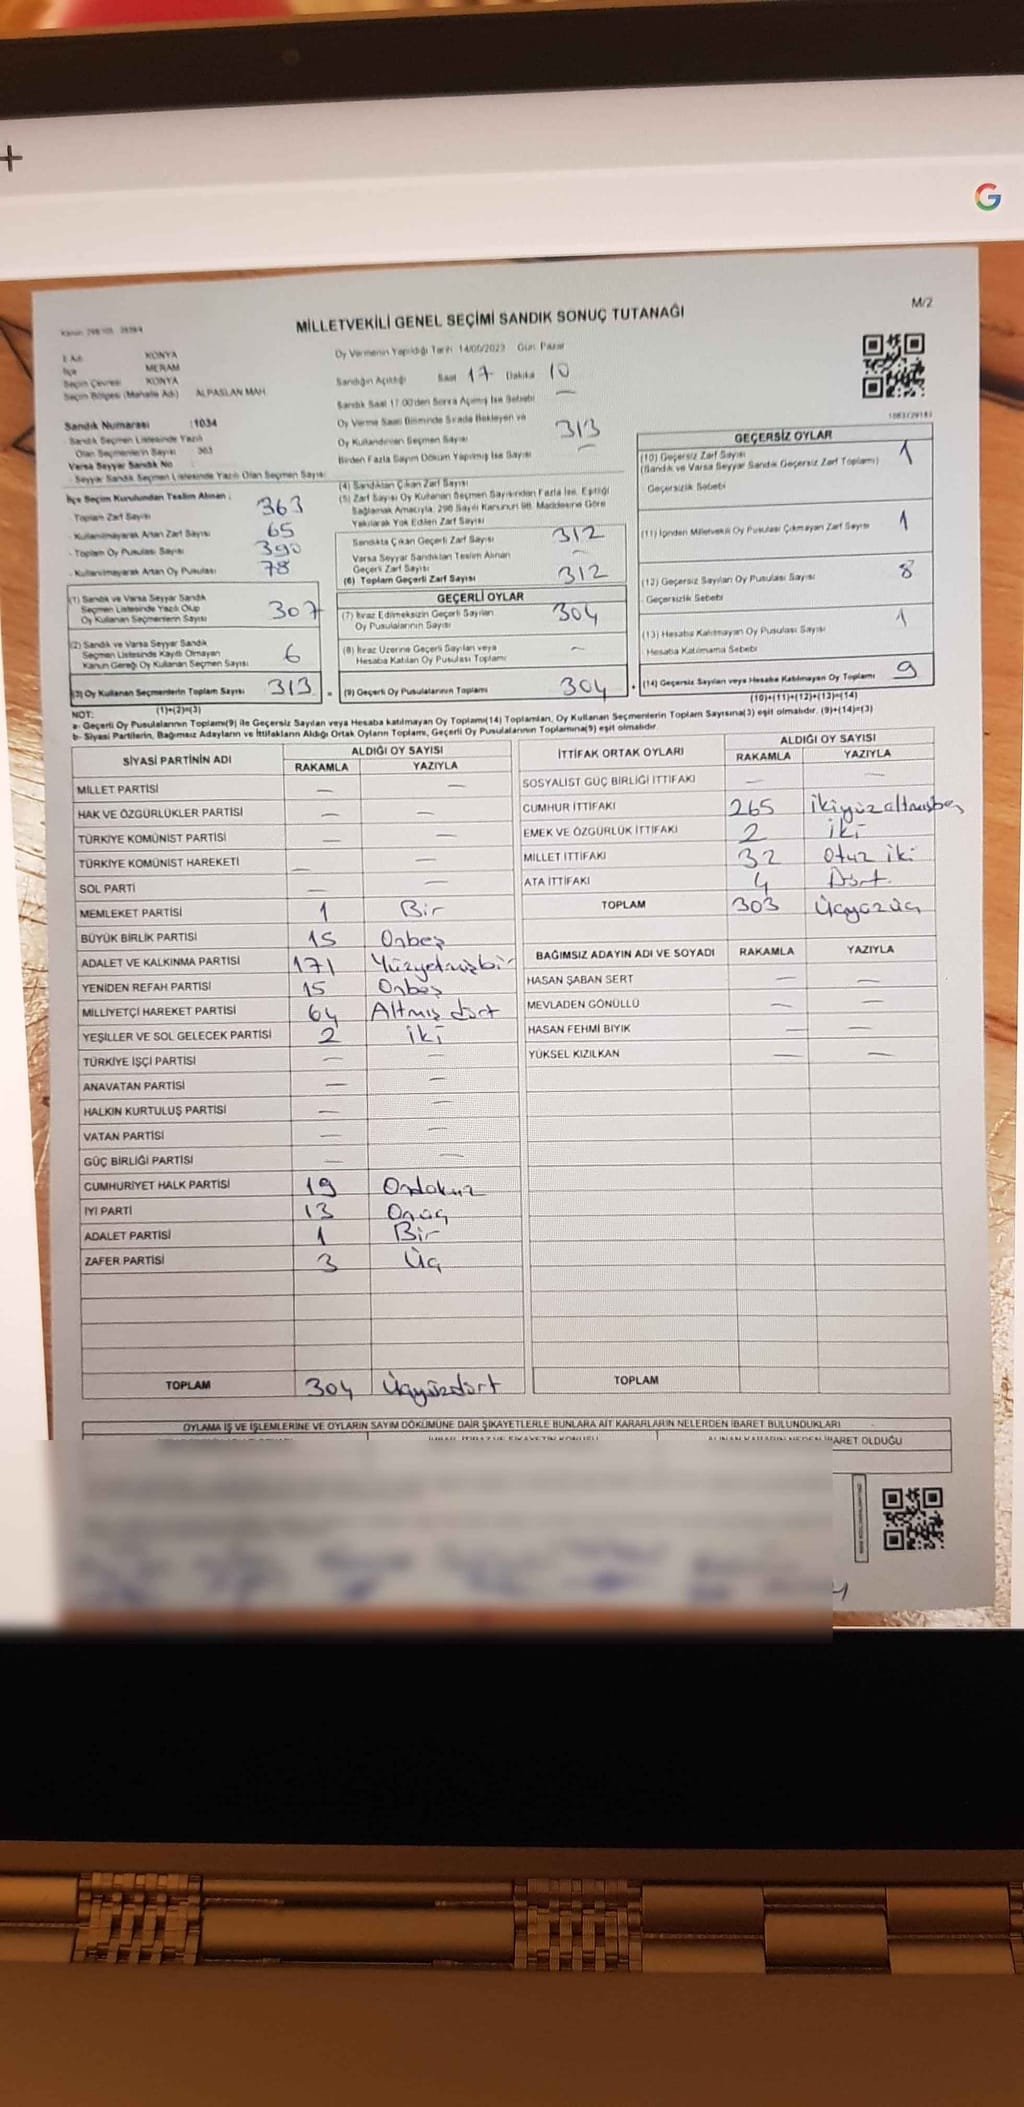 +
G
M/2
MİLLETVEKİLİ GENEL SEÇİMİ SANDIK SONUÇ TUTANAĞI
İl Adı KONYA
İlçe MERAM
Seçim Çevresi KONYA
Seçim Bölgesi (Mahalle Adı) ALPASLAN MAH.
Sandık Numarası :1034
- Sandık Seçmen Listesinde Yazılı
Olan Seçmenlerin Sayısı 363
Varsa Seyyar Sandık No
- Seyyar Sandık Seçmen Listesinde Yazılı Olan Seçmen Sayısı:
İlçe Seçim Kurulundan Teslim Alınan ;
- Toplam Zarf Sayısı 363
- Kullanılmayarak Artan Zarf Sayısı 65
- Toplam Oy Pusulası Sayısı 390
- Kullanılmayarak Artan Oy Pusulası 78
(1) Sandık ve Varsa Seyyar Sandık
Seçmen Listesinde Yazılı Olup
Oy Kullanan Seçmenlerin Sayısı 307
(2) Sandık ve Varsa Seyyar Sandık
Seçmen Listesinde Kayıtlı Olmayan
Kanun Gereği Oy Kullanan Seçmen Sayısı 6
(3) Oy Kullanan Seçmenlerin Toplam Sayısı 313
(1)+(2)=(3)
Oy Vermenin Yapıldığı Tarih 14/05/2023 Gün: Pazar
Sandığın Açıldığı Saat 17 Dakika 10
Sandık Saat 17.00'den Sonra Açılmış İse Sebebi —
Oy Verme Saati Bitiminde Sırada Bekleyen ve
Oy Kullandırılan Seçmen Sayısı
Birden Fazla Sayım Döküm Yapılmış İse Sayısı —
(4) Sandıktan Çıkan Zarf Sayısı 313
(5) Zarf Sayısı Oy Kullanan Seçmen Sayısından Fazla İse, Eşitliği
Sağlamak Amacıyla, 298 Sayılı Kanunun 98. Maddesine Göre
Yakılarak Yok Edilen Zarf Sayısı
Sandıkta Çıkan Geçerli Zarf Sayısı 312
Varsa Seyyar Sandıktan Teslim Alınan
Geçerli Zarf Sayısı —
(6) Toplam Geçerli Zarf Sayısı 312
GEÇERLİ OYLAR
(7) İtiraz Edilmeksizin Geçerli Sayılan
Oy Pusulalarının Sayısı 304
(8) İtiraz Üzerine Geçerli Sayılan veya
Hesaba Katılan Oy Pusulası Toplamı —
(9) Geçerli Oy Pusulalarının Toplamı 304
GEÇERSİZ OYLAR
(10) Geçersiz Zarf Sayısı 1
(Sandık ve Varsa Seyyar Sandık Geçersiz Zarf Toplamı)
Geçersizlik Sebebi
(11) İçinden Milletvekili Oy Pusulası Çıkmayan Zarf Sayısı 1
(12) Geçersiz Sayılan Oy Pusulası Sayısı 8
Geçersizlik Sebebi
(13) Hesaba Katılmayan Oy Pusulası Sayısı 1
Hesaba Katılmama Sebebi
(14) Geçersiz Sayılan veya Hesaba Katılmayan Oy Toplamı 9
(10)+(11)+(12)+(13)=(14)
NOT:
a- Geçerli Oy Pusulalarının Toplamı(9) ile Geçersiz Sayılan veya Hesaba katılmayan Oy Toplamı(14) Toplamları, Oy Kullanan Seçmenlerin Toplam Sayısına(3) eşit olmalıdır. (9)+(14)=(3)
b- Siyasi Partilerin, Bağımsız Adayların ve İttifakların Aldığı Ortak Oyların Toplamı, Geçerli Oy Pusulalarının Toplamına(9) eşit olmalıdır.
SİYASİ PARTİNİN ADI ALDIĞI OY SAYISI
RAKAMLA YAZIYLA
MİLLET PARTİSİ — —
HAK VE ÖZGÜRLÜKLER PARTİSİ — —
TÜRKİYE KOMÜNİST PARTİSİ — —
TÜRKİYE KOMÜNİST HAREKETİ — —
SOL PARTİ — —
MEMLEKET PARTİSİ 1 Bir
BÜYÜK BİRLİK PARTİSİ 15 Onbeş
ADALET VE KALKINMA PARTİSİ 171 Yüzyetmişbir
YENİDEN REFAH PARTİSİ 15 Onbeş
MİLLİYETÇİ HAREKET PARTİSİ 64 Altmış dört
YEŞİLLER VE SOL GELECEK PARTİSİ 2 iki
TÜRKİYE İŞÇİ PARTİSİ — —
ANAVATAN PARTİSİ — —
HALKIN KURTULUŞ PARTİSİ — —
VATAN PARTİSİ — —
GÜÇ BİRLİĞİ PARTİSİ — —
CUMHURİYET HALK PARTİSİ 19 Ondokuz
İYİ PARTİ 13 Onüç
ADALET PARTİSİ 1 Bir
ZAFER PARTİSİ 3 Üç
TOPLAM 304 Üçyüzdört
İTTİFAK ORTAK OYLARI ALDIĞI OY SAYISI
RAKAMLA YAZIYLA
SOSYALİST GÜÇ BİRLİĞİ İTTİFAKI — —
CUMHUR İTTİFAKI 265 ikiyüzaltmışbeş
EMEK VE ÖZGÜRLÜK İTTİFAKI 2 iki
MİLLET İTTİFAKI 32 Otuz iki
ATA İTTİFAKI 4 Dört
TOPLAM 303 Üçyüzüç
BAĞIMSIZ ADAYIN ADI VE SOYADI RAKAMLA YAZIYLA
HASAN ŞABAN SERT — —
MEVLADEN GÖNÜLLÜ — —
HASAN FEHMİ BIYIK — —
YÜKSEL KIZILKAN — —
TOPLAM
OYLAMA İŞ VE İŞLEMLERİNE VE OYLARIN SAYIM DÖKÜMÜNE DAİR ŞİKAYETLERLE BUNLARA AİT KARARLARIN NELERDEN İBARET BULUNDUKLARI